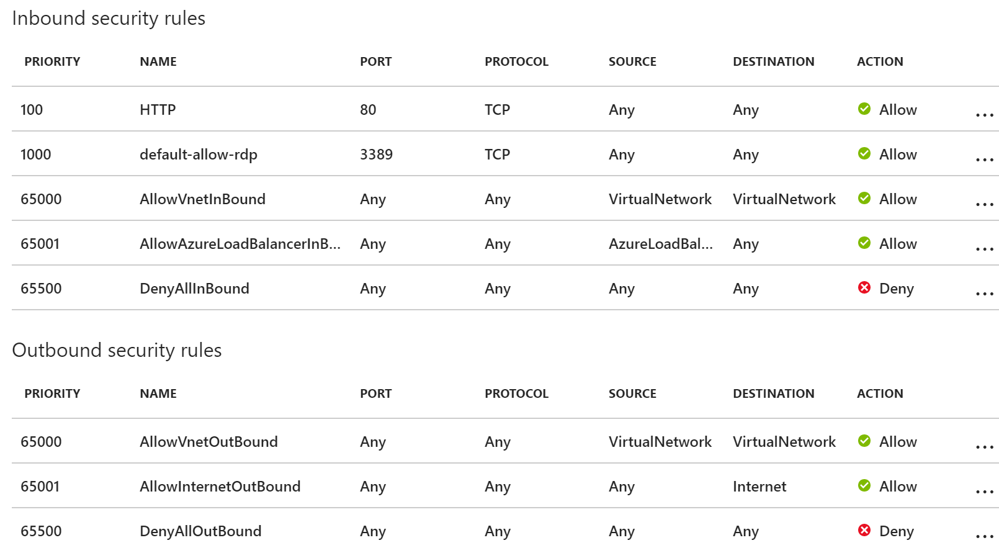 Inbound security rules
PRIORITY NAME PORT PROTOCOL SOURCE DESTINATION ACTION
100 HTTP 80 TCP Any Any Allow ...
1000 default-allow-rdp 3389 TCP Any Any Allow ...
65000 AllowVnetInBound Any Any VirtualNetwork VirtualNetwork Allow ...
65001 AllowAzureLoadBalancerInB... Any Any AzureLoadBal... Any Allow ...
65500 DenyAllInBound Any Any Any Any Deny ...
Outbound security rules
PRIORITY NAME PORT PROTOCOL SOURCE DESTINATION ACTION
65000 AllowVnetOutBound Any Any VirtualNetwork VirtualNetwork Allow ...
65001 AllowInternetOutBound Any Any Any Internet Allow ...
65500 DenyAllOutBound Any Any Any Any Deny ...